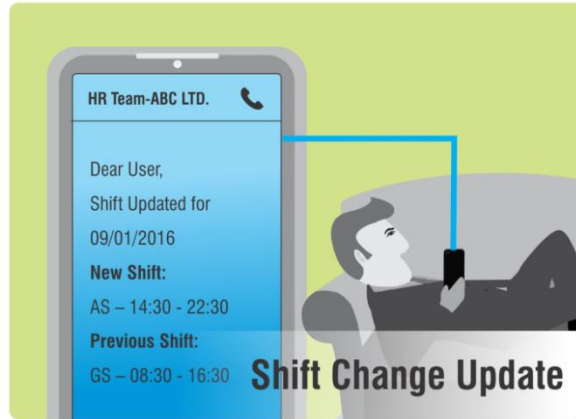 HR Team-ABC LTD.
Dear User,
Shift Updated for
09/01/2016
New Shift:
AS – 14:30 - 22:30
Previous Shift:
GS – 08:30 - 16:30
Shift Change Update